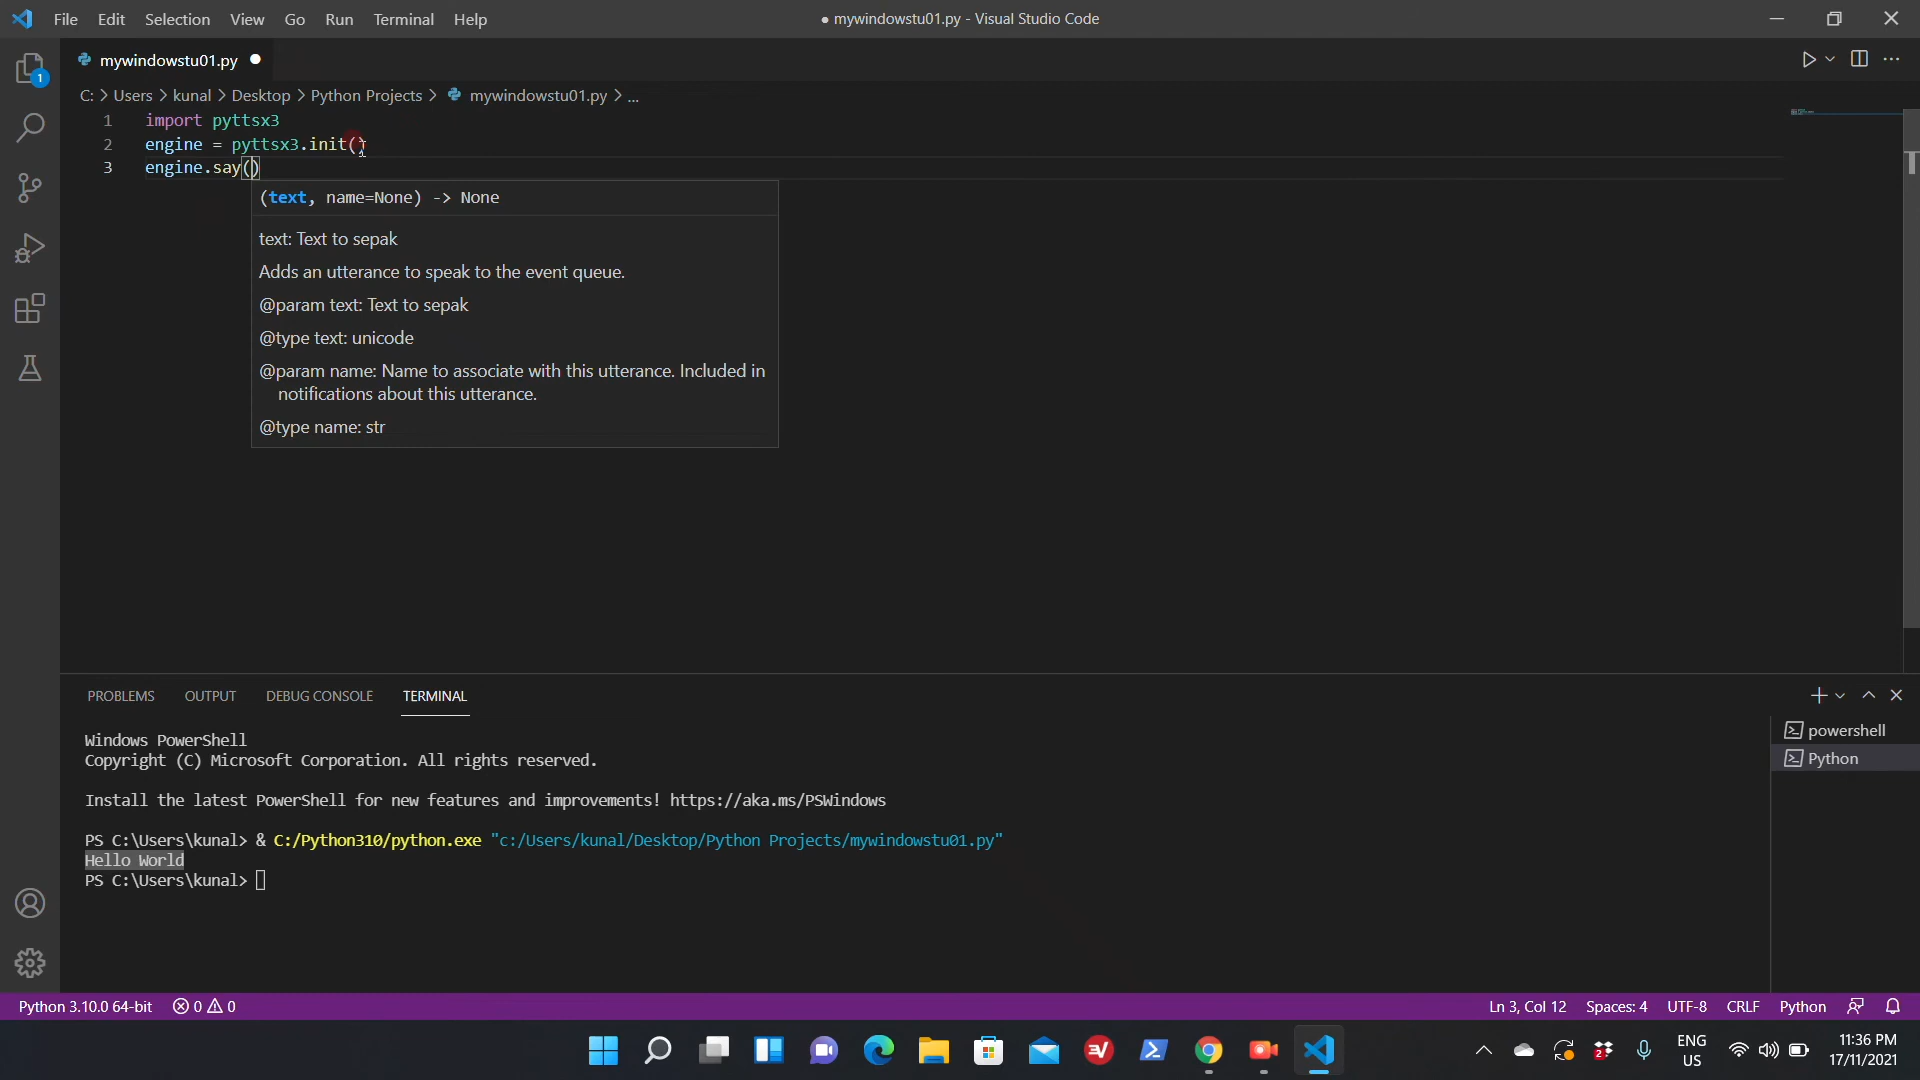 File Edit Selection View Go Run Terminal Help
● mywindowstu01.py - Visual Studio Code
mywindowstu01.py ●
1
C: > Users > kunal > Desktop > Python Projects > mywindowstu01.py > ...
1 import pyttsx3
2 engine = pyttsx3.init()
3 engine.say()
(text, name=None) -> None
text: Text to sepak
Adds an utterance to speak to the event queue.
@param text: Text to sepak
@type text: unicode
@param name: Name to associate with this utterance. Included in
notifications about this utterance.
@type name: str
PROBLEMS OUTPUT DEBUG CONSOLE TERMINAL
Windows PowerShell
Copyright (C) Microsoft Corporation. All rights reserved.
Install the latest PowerShell for new features and improvements! https://aka.ms/PSWindows
PS C:\Users\kunal> & C:/Python310/python.exe "c:/Users/kunal/Desktop/Python Projects/mywindowstu01.py"
Hello World
PS C:\Users\kunal>
powershell
Python
Python 3.10.0 64-bit 0 0
Ln 3, Col 12 Spaces: 4 UTF-8 CRLF Python
2
ENG
US
11:36 PM
17/11/2021